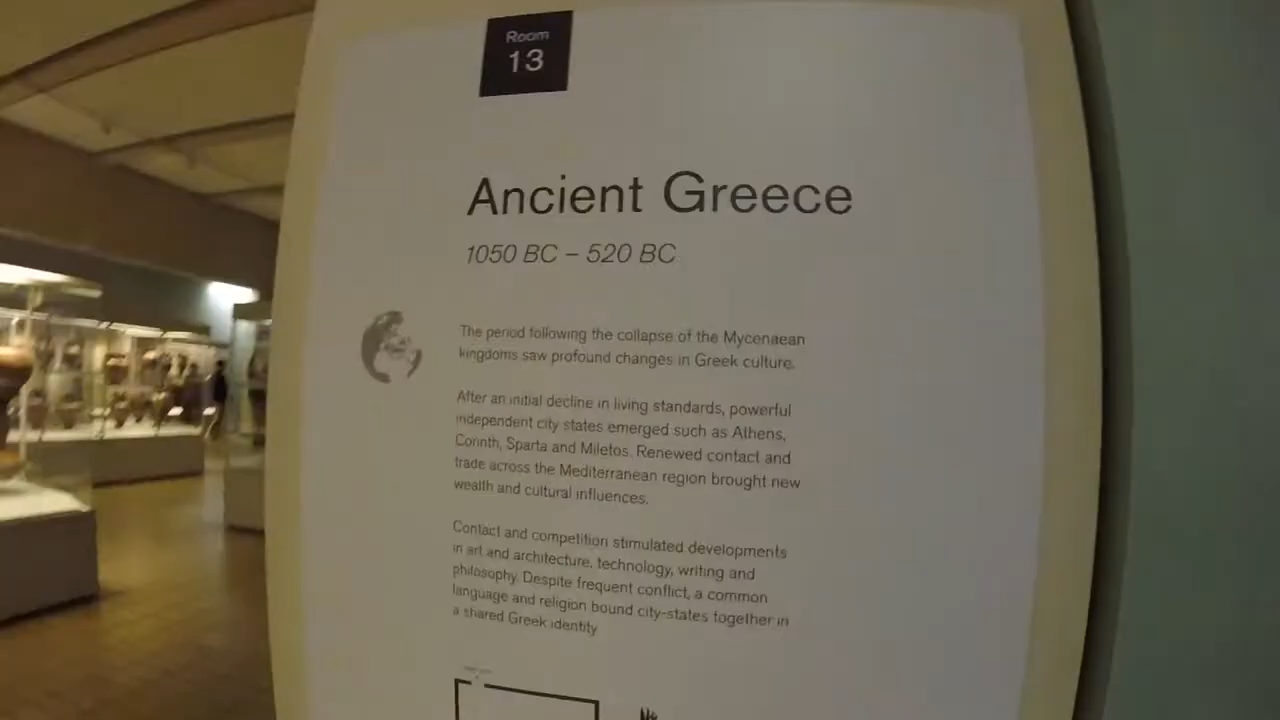 Room
13
Ancient Greece
1050 BC – 520 BC
The period following the collapse of the Mycenaean
kingdoms saw profound changes in Greek culture.
After an initial decline in living standards, powerful
independent city states emerged such as Athens,
Corinth, Sparta and Miletos. Renewed contact and
trade across the Mediterranean region brought new
wealth and cultural influences.
Contact and competition stimulated developments
in art and architecture, technology, writing and
philosophy. Despite frequent conflict, a common
language and religion bound city-states together in
a shared Greek identity